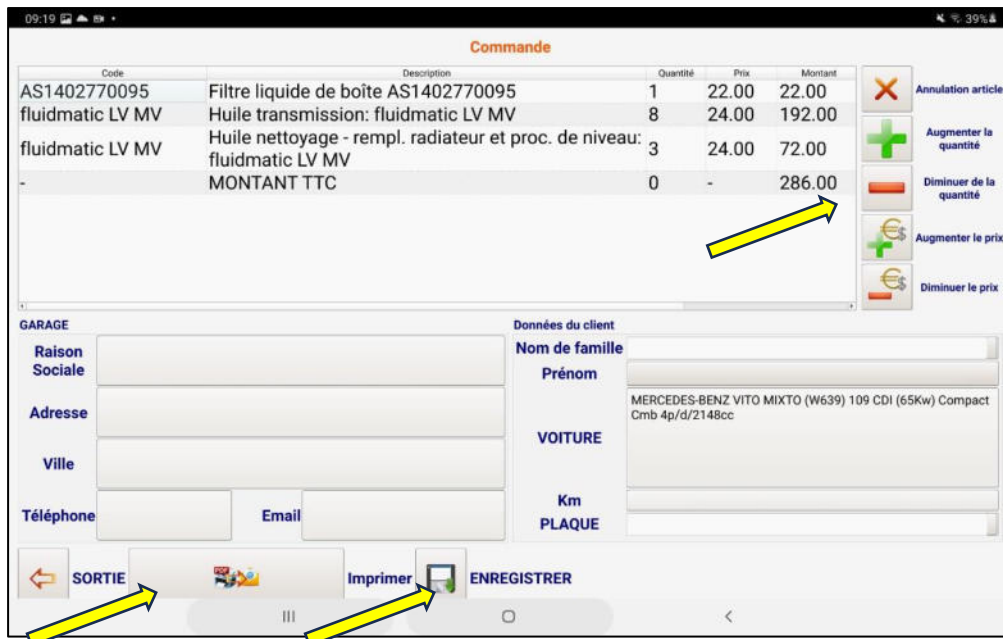 09:19
39%
Commande
Code Description Quantité Prix Montant
AS1402770095 Filtre liquide de boîte AS1402770095 1 22.00 22.00
fluidmatic LV MV Huile transmission: fluidmatic LV MV 8 24.00 192.00
fluidmatic LV MV Huile nettoyage - rempl. radiateur et proc. de niveau:
fluidmatic LV MV 3 24.00 72.00
- MONTANT TTC 0 - 286.00
Annulation article
Augmenter la
quantité
Diminuer de la
quantité
Augmenter le prix
Diminuer le prix
GARAGE
Raison
Sociale
Adresse
Ville
Téléphone Email
Données du client
Nom de famille
Prénom
VOITURE
MERCEDES-BENZ VITO MIXTO (W639) 109 CDI (65Kw) Compact
Cmb 4p/d/2148cc
Km
PLAQUE
SORTIE PDF Imprimer ENREGISTRER